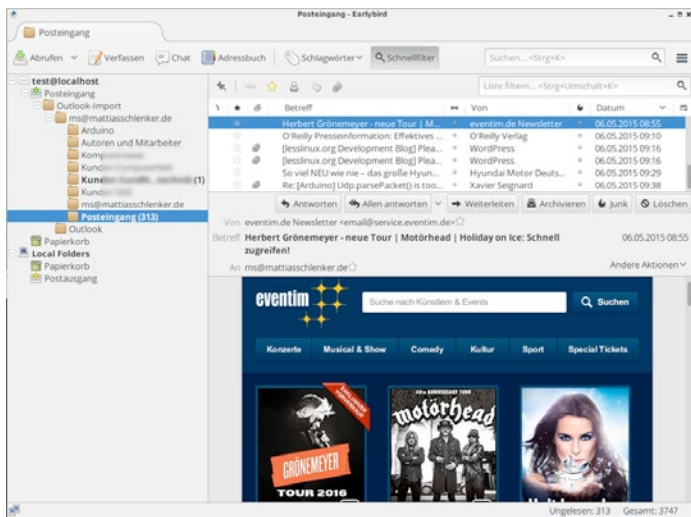 Posteingang - Earlybird
Posteingang
Abrufen Verfassen Chat Adressbuch Schlagwörter Schnellfilter Suchen... <Strg+K>
test@localhost
Posteingang
Outlook-Import
ms@mattiasschlenker.de
Arduino
Autoren und Mitarbeiter
(1)
ms@mattiasschlenker.de
Posteingang (313)
Outlook
Papierkorb
Local Folders
Papierkorb
Postausgang
Liste filtern... <Strg+Umschalt+K>
Betreff Von Datum
Herbert Grönemeyer - neue Tour | M... eventim.de Newsletter 06.05.2015 08:55
O'Reilly Presseinformation: Effektives ... O'Reilly Verlag 06.05.2015 09:10
[lesslinux.org Development Blog] Plea... WordPress 06.05.2015 09:16
[lesslinux.org Development Blog] Plea... WordPress 06.05.2015 09:16
So viel NEU wie nie – das große Hyun... Hyundai Motor Deuts... 06.05.2015 09:29
Re: [Arduino] Udp.parsePacket() is too... Xavier Seignard 06.05.2015 09:38
Antworten Allen antworten Weiterleiten Archivieren Junk Löschen
Von eventim.de Newsletter <email@service.eventim.de>
Betreff Herbert Grönemeyer - neue Tour | Motörhead | Holiday on Ice: Schnell 06.05.2015 08:55
zugreifen!
An ms@mattiasschlenker.de Andere Aktionen
eventim Suche nach Künstlern & Events Suchen
Konzerte Musical & Show Comedy Kultur Sport Special Tickets
EXKLUSIVER VORVERKAUF
GRÖNEMEYER
TOUR 2016
40TH ANNIVERSARY TOUR
motörhead
Ungelesen: 313 Gesamt: 3747